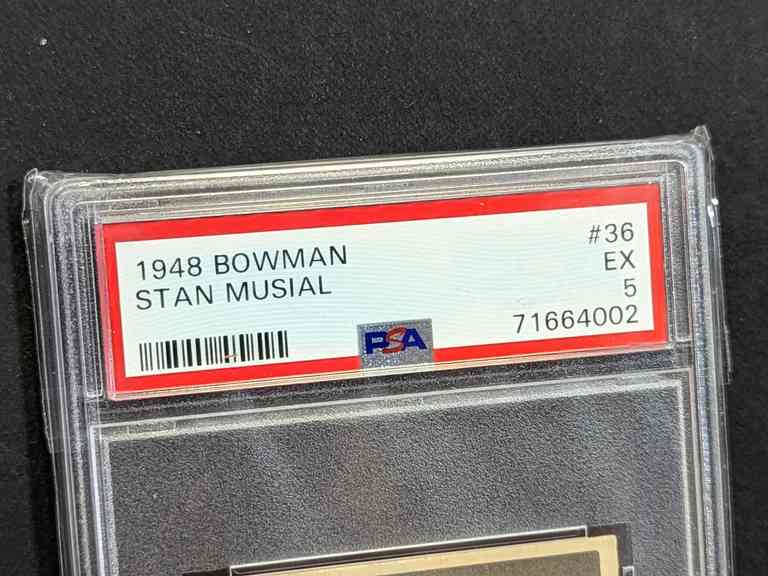 1948 BOWMAN #36
STAN MUSIAL EX
5
PSA 71664002